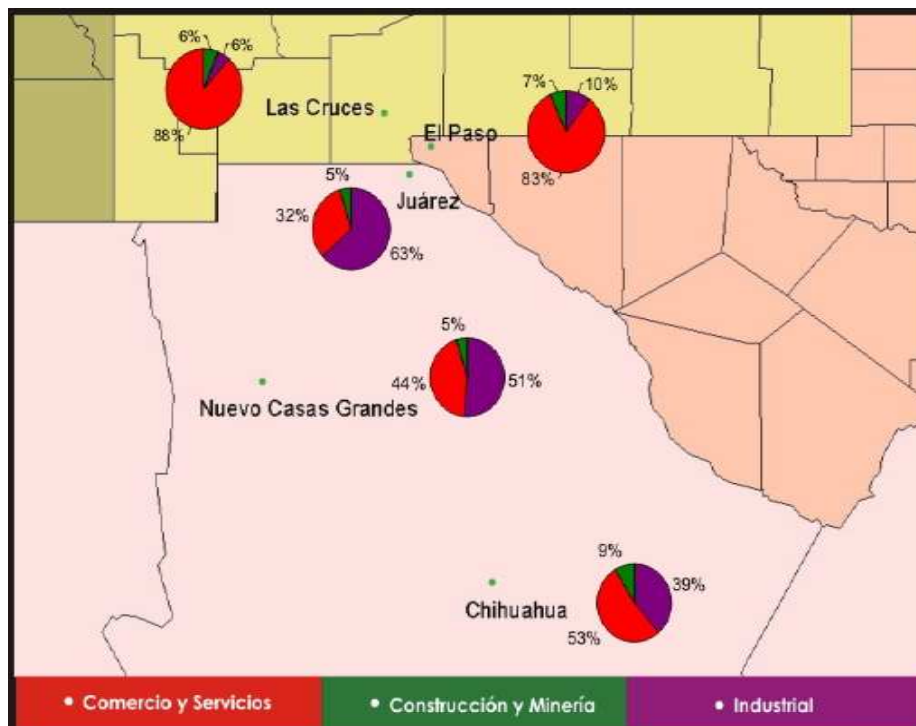 6%
6%
88%
Las Cruces
7%
10%
El Paso
83%
5%
Juárez
32%
63%
5%
44%
51%
Nuevo Casas Grandes
9%
39%
Chihuahua
53%
• Comercio y Servicios
• Construcción y Minería
• Industrial